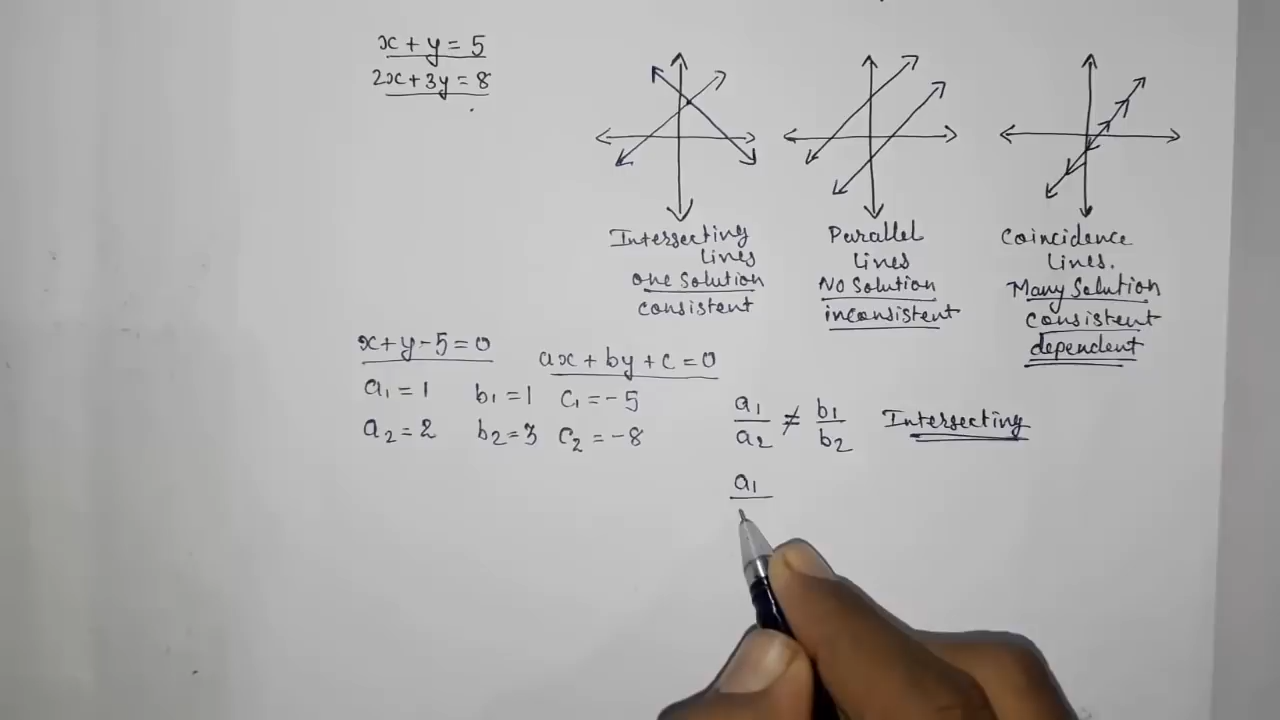 x + y = 5
2x + 3y = 8
Intersecting
lines
one solution
consistent
Parallel
lines
No Solution
inconsistent
Coincidence
lines.
Many Solution
consistent
dependent
x + y - 5 = 0
ax + by + c = 0
a₁ = 1 b₁ = 1 c₁ = -5
a₂ = 2 b₂ = 3 c₂ = -8
a₁/a₂ ≠ b₁/b₂ Intersecting
a₁